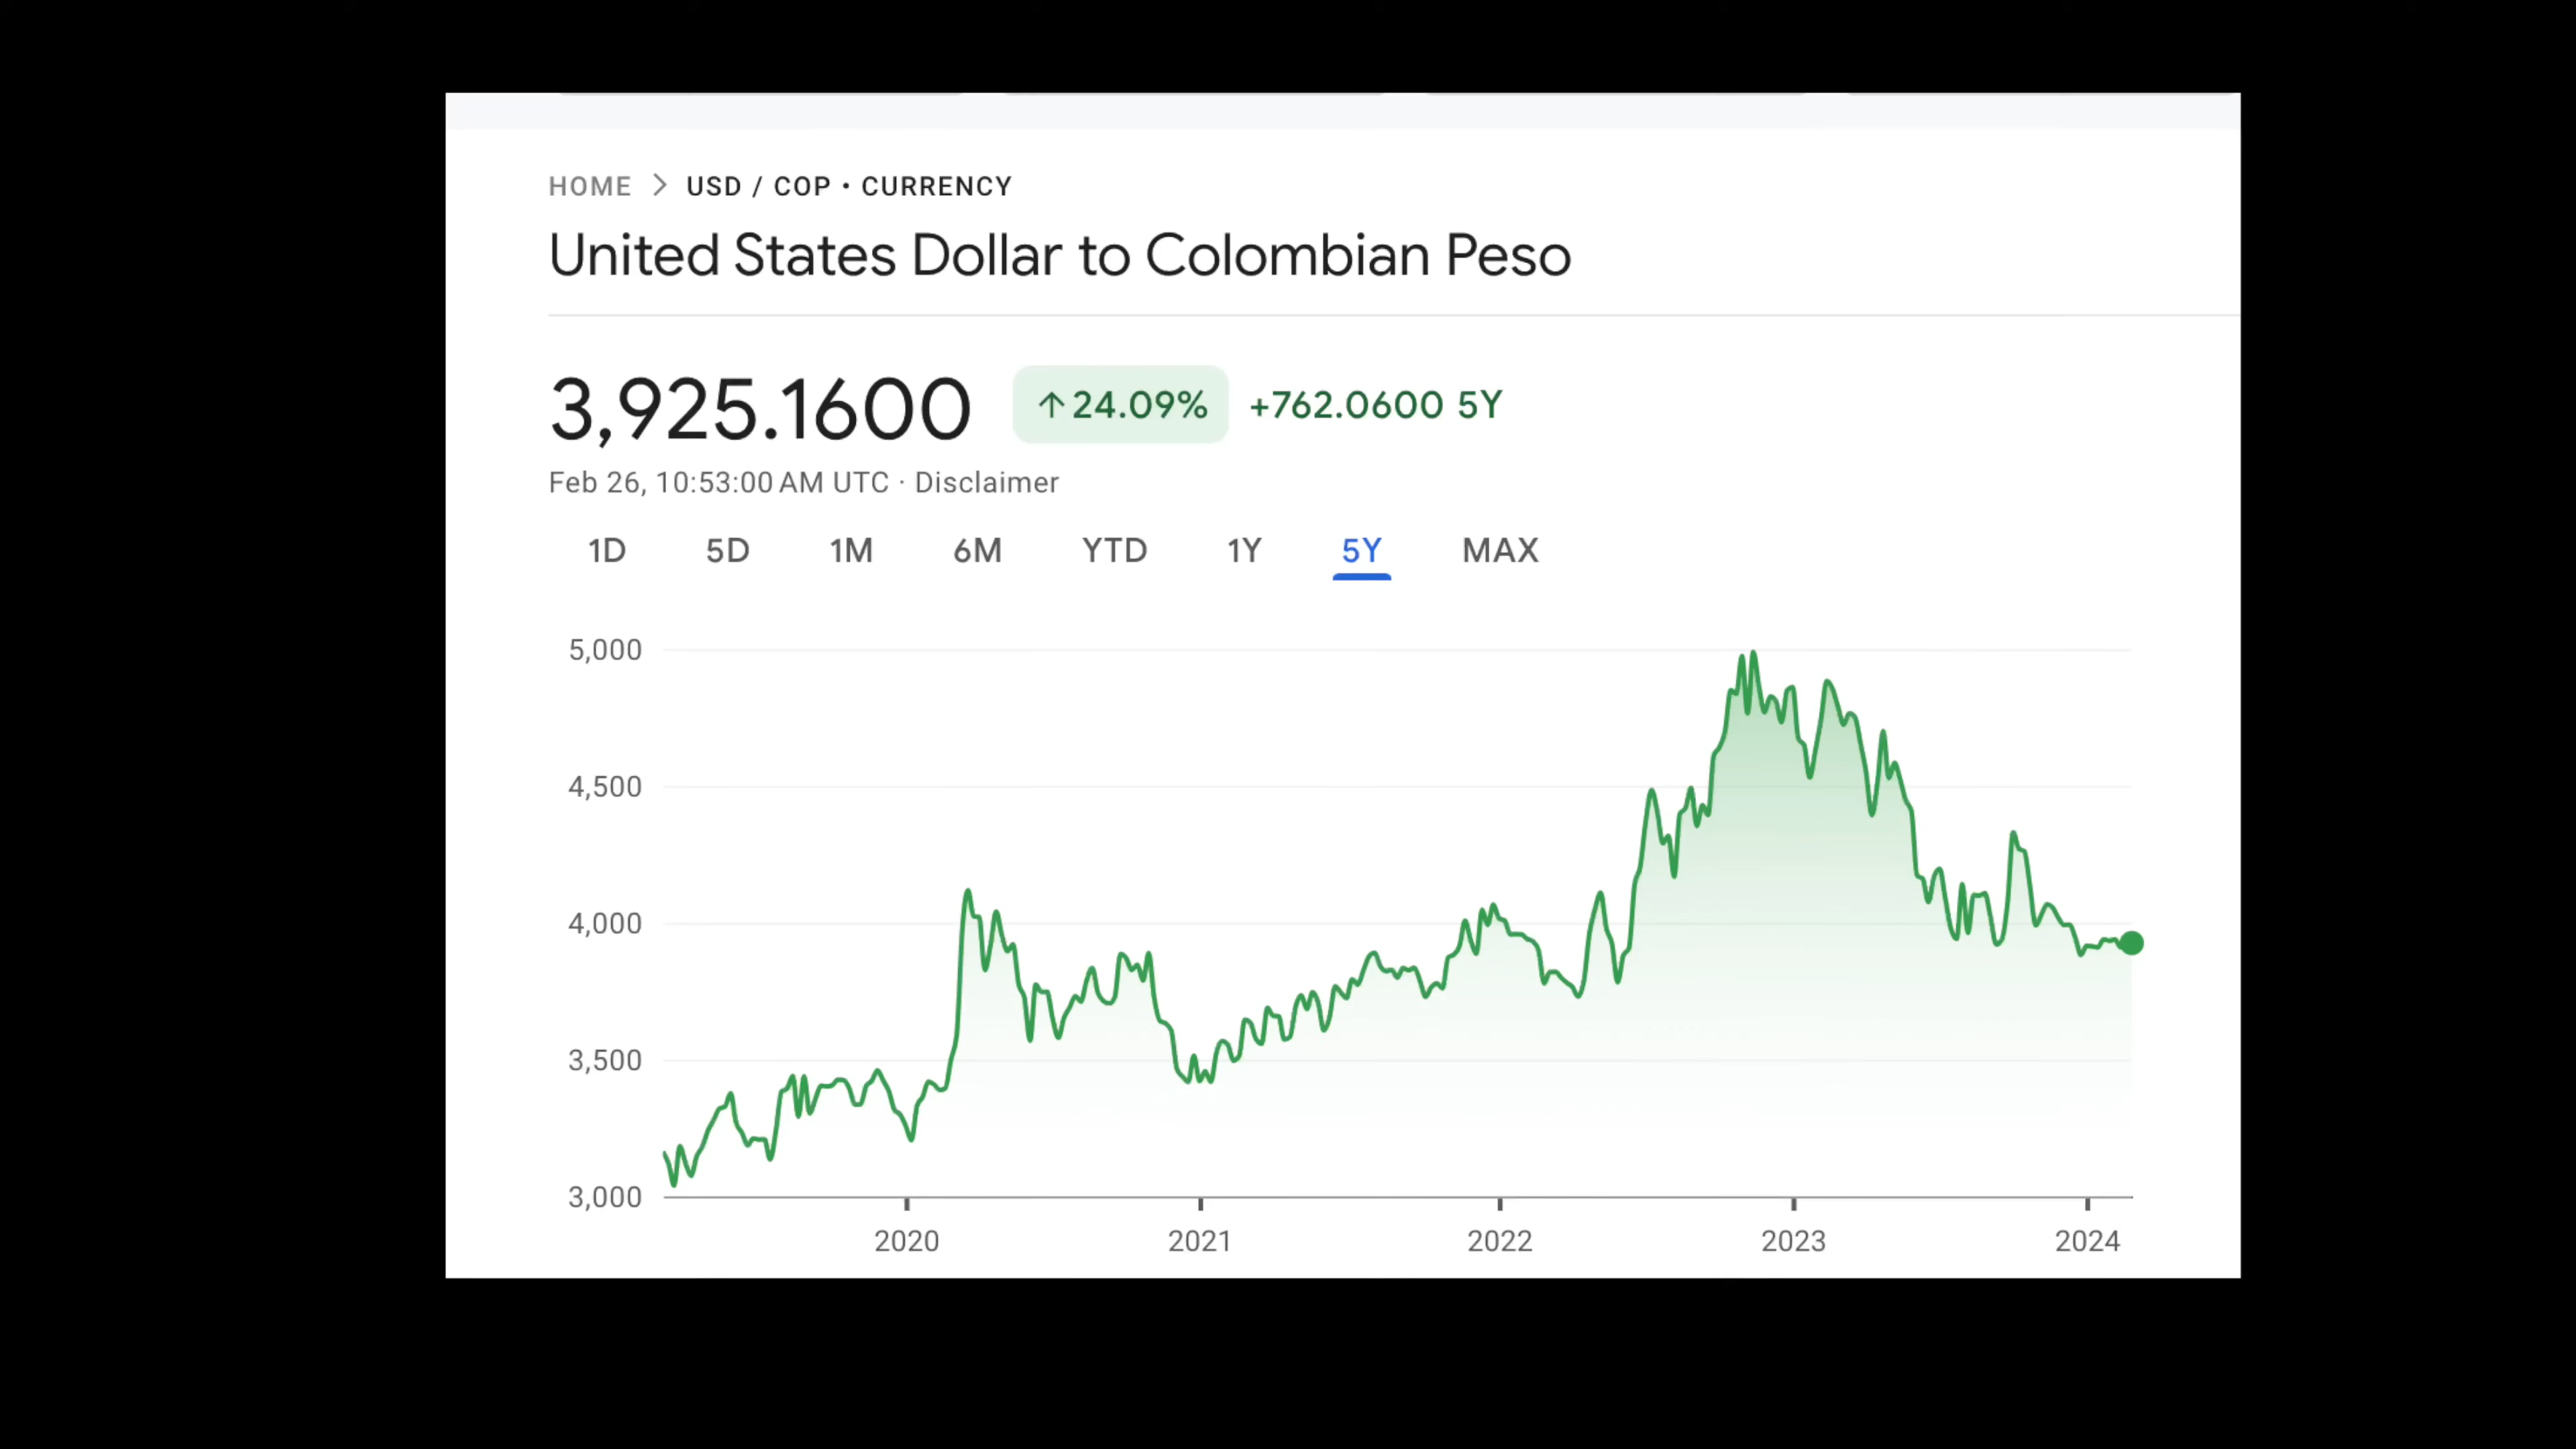 HOME > USD / COP • CURRENCY
United States Dollar to Colombian Peso
3,925.1600 ↑24.09% +762.0600 5Y
Feb 26, 10:53:00 AM UTC · Disclaimer
1D 5D 1M 6M YTD 1Y 5Y MAX
5,000
4,500
4,000
3,500
3,000
2020 2021 2022 2023 2024